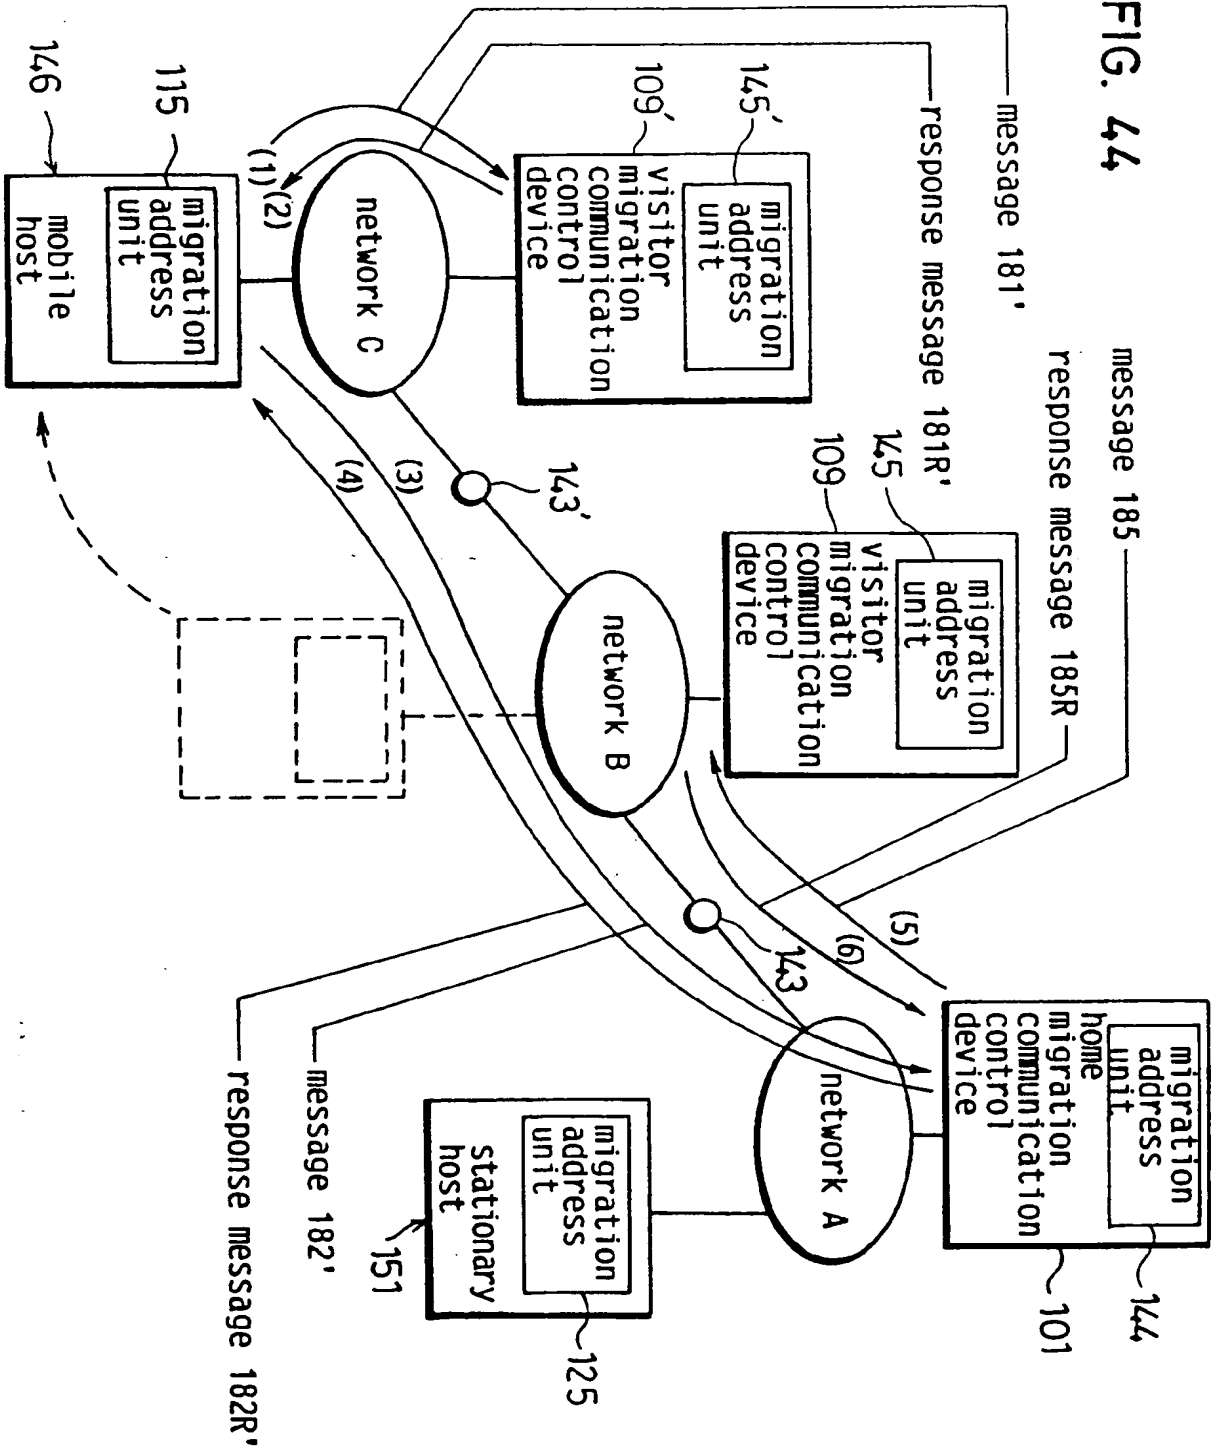 FIG. 44
message 181'
response message 181R'
message 185
response message 185R
145'
109'
migration
address
unit
visitor
migration
communication
control
device
145
109
migration
address
unit
visitor
migration
communication
control
device
migration
address
unit
home
migration
communication
control
device
144
101
115
146
(1)
(2)
network C
143'
network B
(5)
(6)
143
network A
migration
address
unit
mobile
host
(3)
(4)
migration
address
unit
stationary
host
125
151
message 182'
response message 182R'